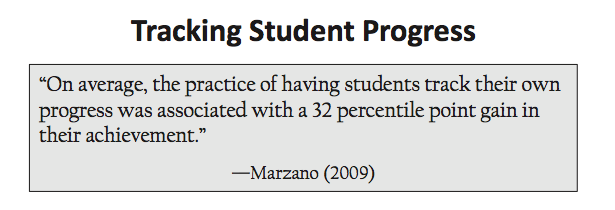 Tracking Student Progress
“On average, the practice of having students track their own
progress was associated with a 32 percentile point gain in
their achievement.”
—Marzano (2009)